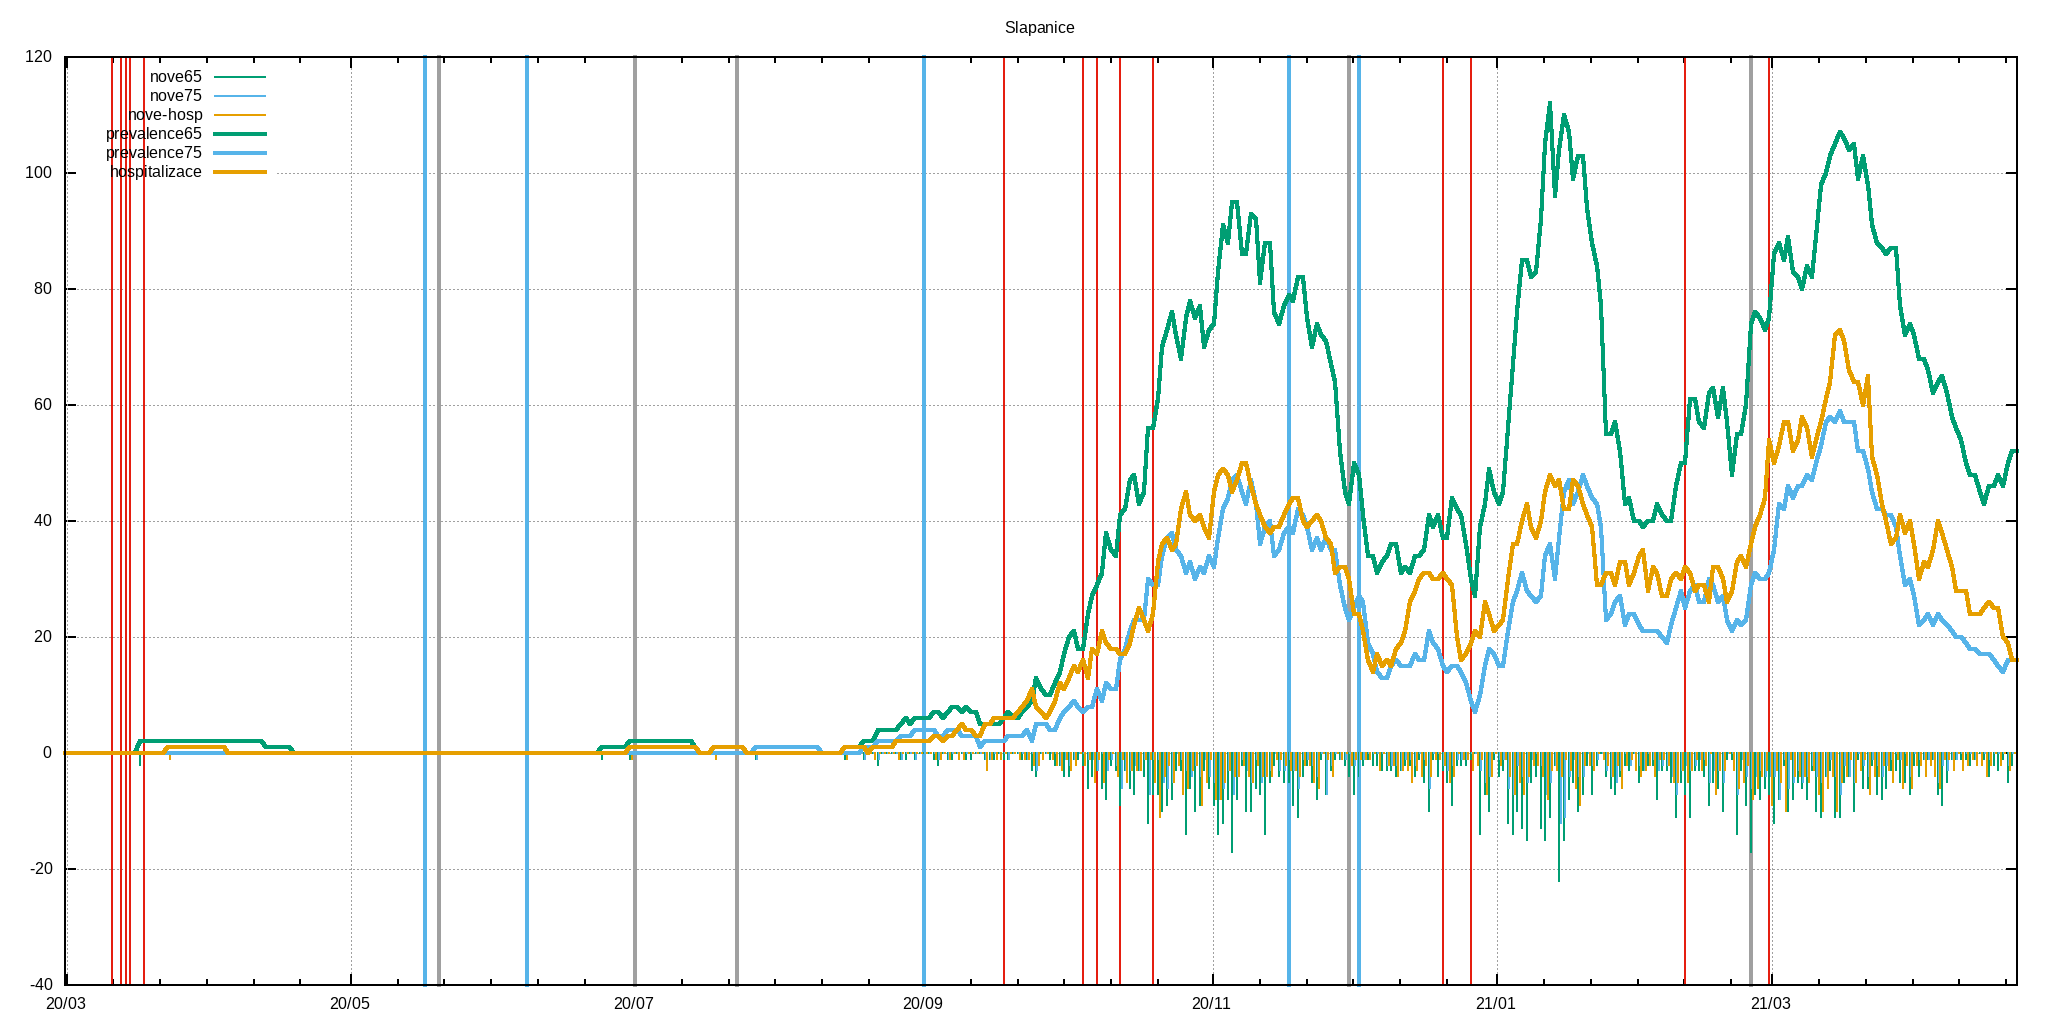 Slapanice
120
100
80
60
40
20
0
-20
-40
nove65
nove75
nove-hosp
prevalence65
prevalence75
hospitalizace
20/03 20/05 20/07 20/09 20/11 21/01 21/03